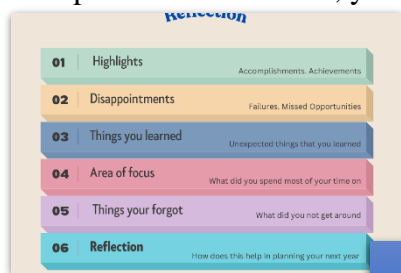 Reflection
01 Highlights
Accomplishments. Achievements
02 Disappointments
Failures. Missed Opportunities
03 Things you learned
Unexpected things that you learned
04 Area of focus
What did you spend most of your time on
05 Things your forgot
What did you not get around
06 Reflection
How does this help in planning your next year